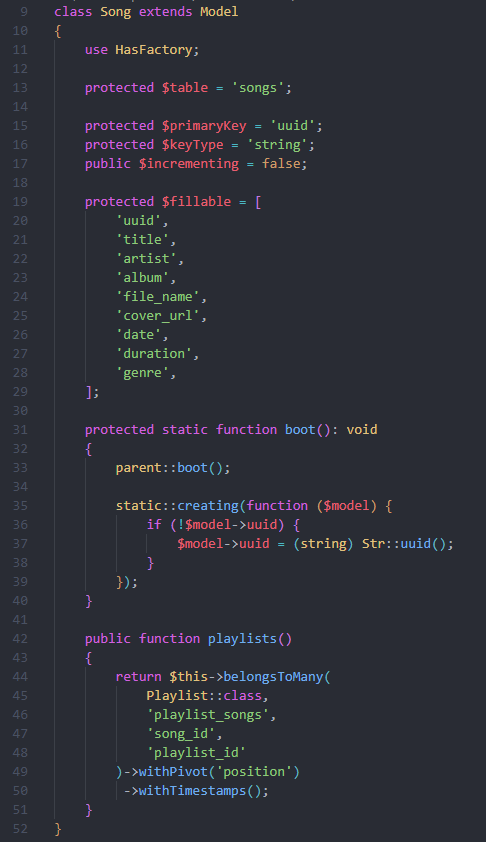 9 class Song extends Model
10 {
11 use HasFactory;
12
13 protected $table = 'songs';
14
15 protected $primaryKey = 'uuid';
16 protected $keyType = 'string';
17 public $incrementing = false;
18
19 protected $fillable = [
20 'uuid',
21 'title',
22 'artist',
23 'album',
24 'file_name',
25 'cover_url',
26 'date',
27 'duration',
28 'genre',
29 ];
30
31 protected static function boot(): void
32 {
33 parent::boot();
34
35 static::creating(function ($model) {
36 if (!$model->uuid) {
37 $model->uuid = (string) Str::uuid();
38 }
39 });
40 }
41
42 public function playlists()
43 {
44 return $this->belongsToMany(
45 Playlist::class,
46 'playlist_songs',
47 'song_id',
48 'playlist_id'
49 )->withPivot('position')
50 ->withTimestamps();
51 }
52 }